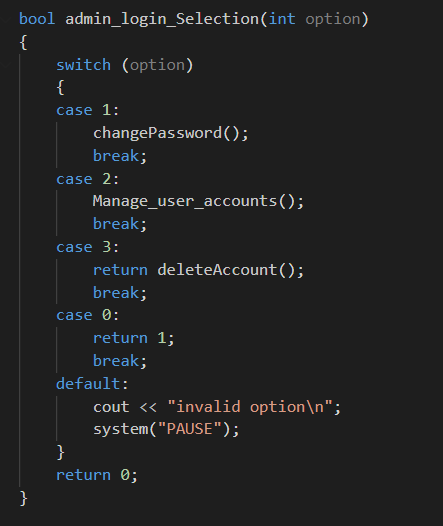 bool admin_login_Selection(int option)
{
    switch (option)
    {
    case 1:
        changePassword();
        break;
    case 2:
        Manage_user_accounts();
        break;
    case 3:
        return deleteAccount();
        break;
    case 0:
        return 1;
        break;
    default:
        cout << "invalid option\n";
        system("PAUSE");
    }
    return 0;
}